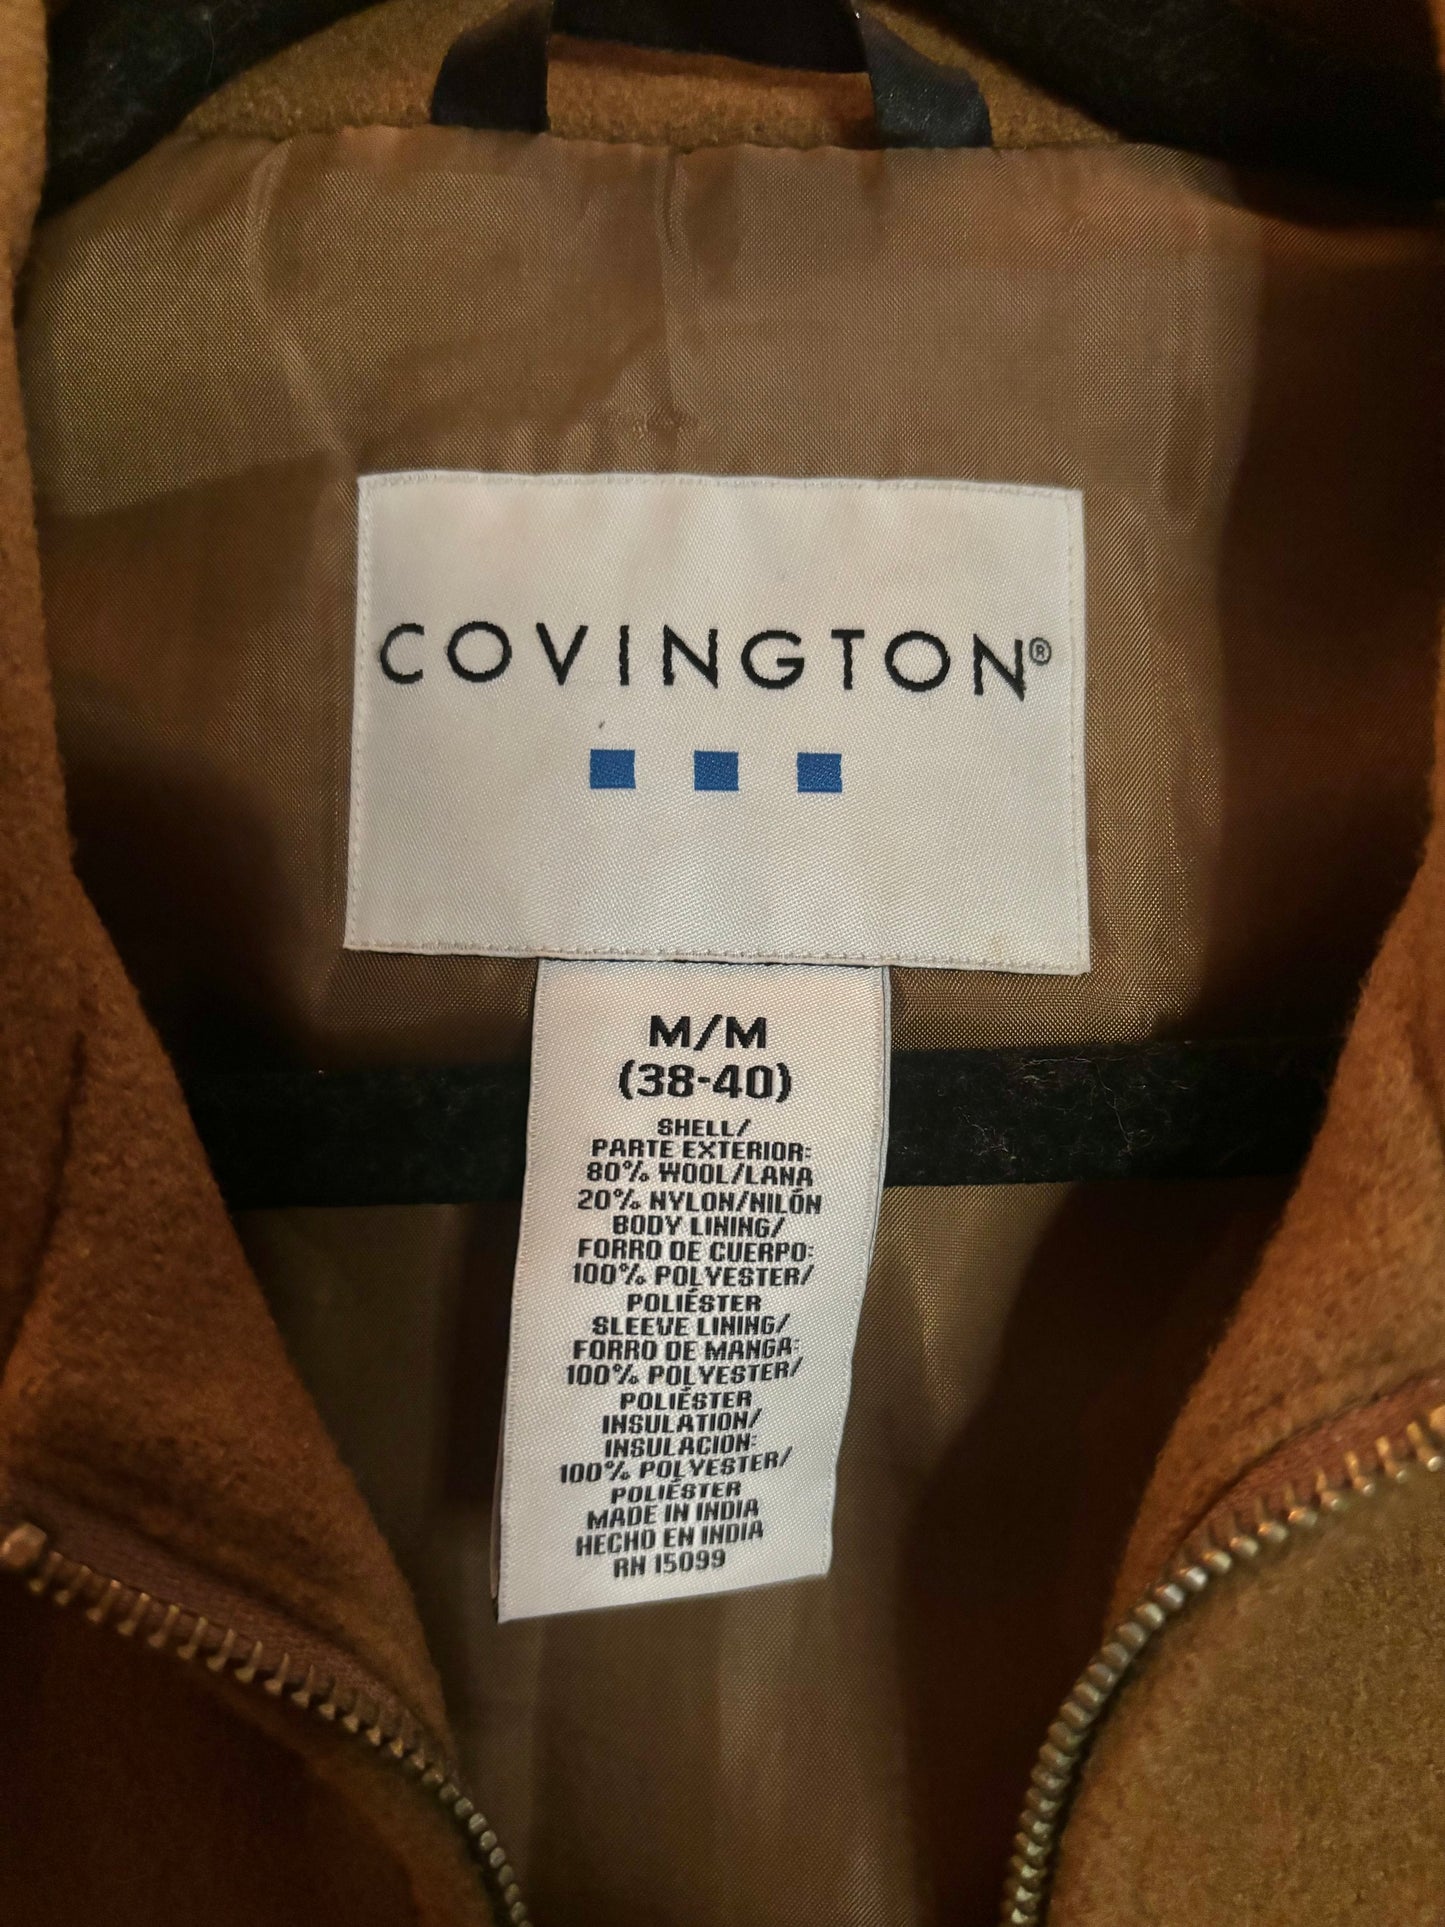 COVINGTON®
M/M
(38-40)
SHELL/
PARTE EXTERIOR:
80% WOOL/LANA
20% NYLON/NILÓN
BODY LINING/
FORRO DE CUERPO:
100% POLYESTER/
POLIÉSTER
SLEEVE LINING/
FORRO DE MANGA:
100% POLYESTER/
POLIÉSTER
INSULATION/
INSULACION:
100% POLYESTER/
POLIÉSTER
MADE IN INDIA
HECHO EN INDIA
RN 15099